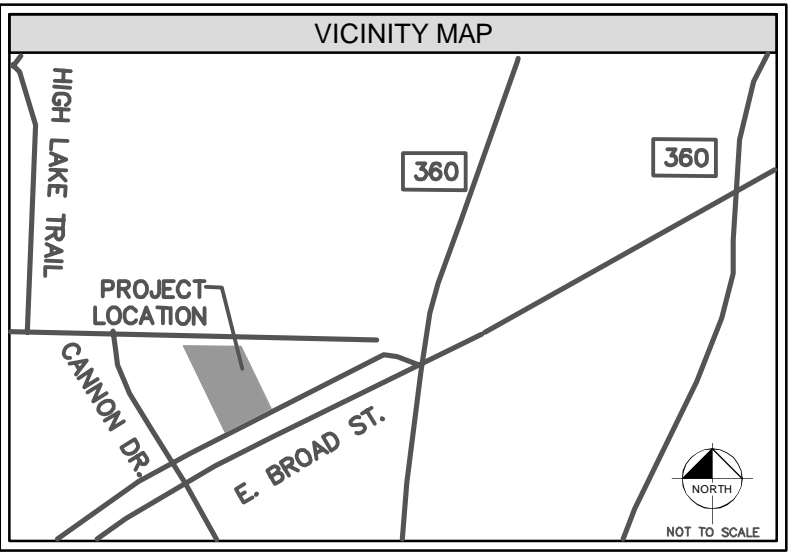 VICINITY MAP
HIGH LAKE TRAIL
360
360
PROJECT
LOCATION
CANNON DR.
E. BROAD ST.
NORTH
NOT TO SCALE